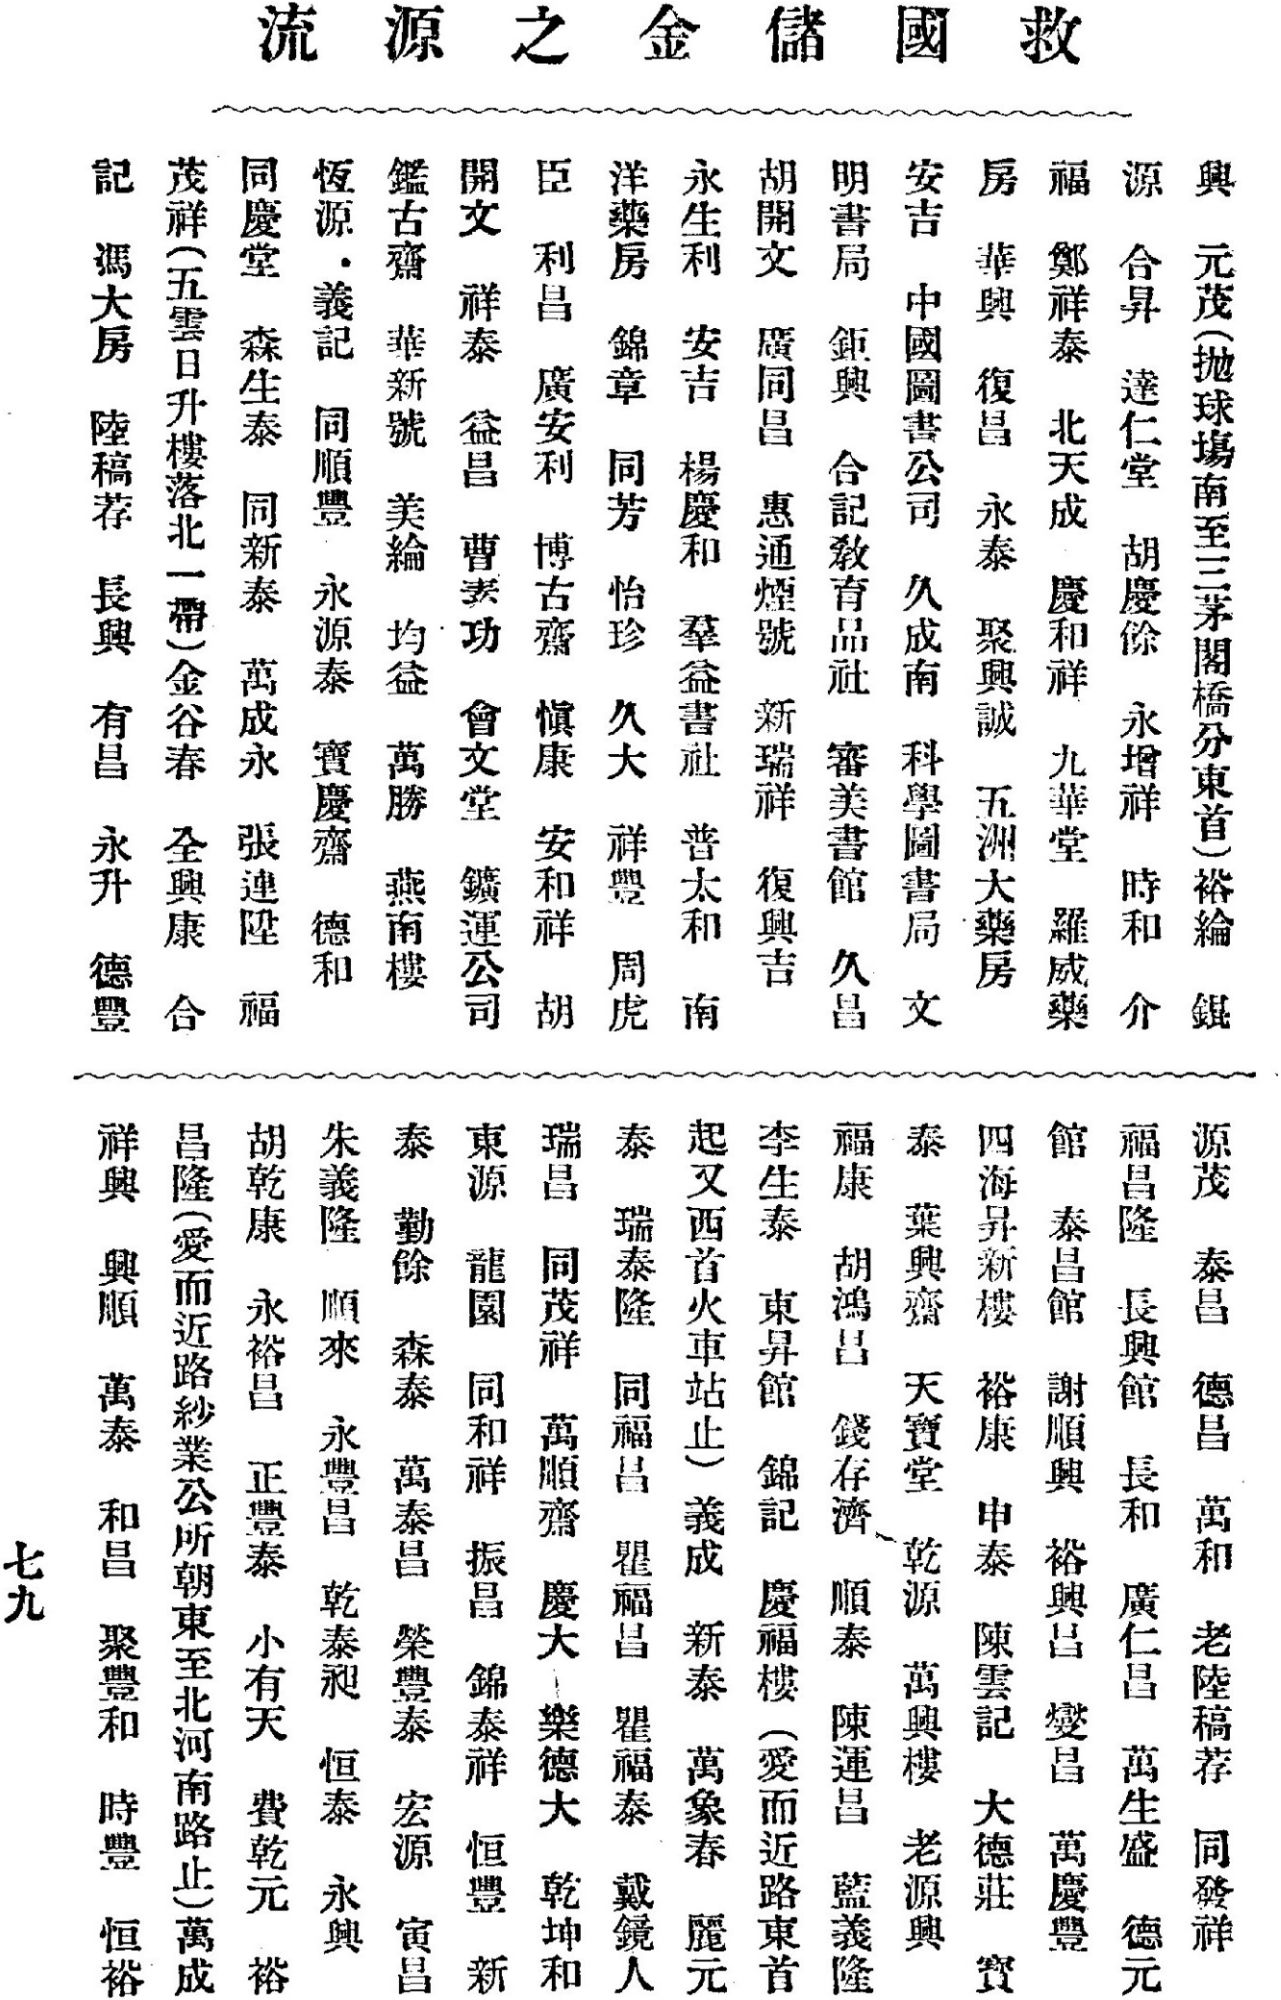 救國儲金之源流
興　元茂（拋球場南至三茅閣橋分東首）裕綸　錕
源　合昇　達仁堂　胡慶餘　永增祥　時和　介
福　鄭祥泰　北天成　慶和祥　九華堂　羅威藥
房　華興　復昌　永泰　聚興誠　五洲大藥房
安吉　中國圖書公司　久成南　科學圖書局　文
明書局　鉅興　合記教育品社　審美書館　久昌
胡開文　廣同昌　惠通煙號　新瑞祥　復興吉
永生利　安吉　楊慶和　羣益書社　普太和　南
洋藥房　錦章　同芳　怡珍　久大　祥豐　周虎
臣　利昌　廣安利　博古齋　愼康　安和祥　胡
開文　祥泰　益昌　曹素功　會文堂　鑛運公司
鑑古齋　華新號　美綸　均益　萬勝　燕南樓
恆源．義記　同順豐　永源泰　寶慶齋　德和
同慶堂　森生泰　同新泰　萬成永　張連陞　福
茂祥（五雲日升樓落北一帶）金谷春　全興康　合
記　馮大房　陸稿荐　長興　有昌　永升　德豐
源茂　泰昌　德昌　萬和　老陸稿荐　同發祥
福昌隆　長興館　長和　廣仁昌　萬生盛　德元
館　泰昌館　謝順興　裕興昌　燮昌　萬慶豐
四海昇新樓　裕康　申泰　陳雲記　大德莊　寶
泰　葉興齋　天寶堂　乾源　萬興樓　老源興
福康　胡鴻昌　錢存濟　順泰　陳運昌　藍義隆
李生泰　東昇館　錦記　慶福樓（愛而近路東首
起又西首火車站止）義成　新泰　萬象春　麗元
泰　瑞泰隆　同福昌　瞿福昌　瞿福泰　戴鏡人
瑞昌　同茂祥　萬順齋　慶大　樂德大　乾坤和
東源　龍園　同和祥　振昌　錦泰祥　恒豐　新
泰　勤餘　森泰　萬泰昌　榮豐泰　宏源　寅昌
朱義隆　順來　永豐昌　乾泰昶　恒泰　永興
胡乾康　永裕昌　正豐泰　小有天　費乾元　裕
昌隆（愛而近路紗業公所朝東至北河南路止）萬成
祥興　興順　萬泰　和昌　聚豐和　時豐　恒裕
七九